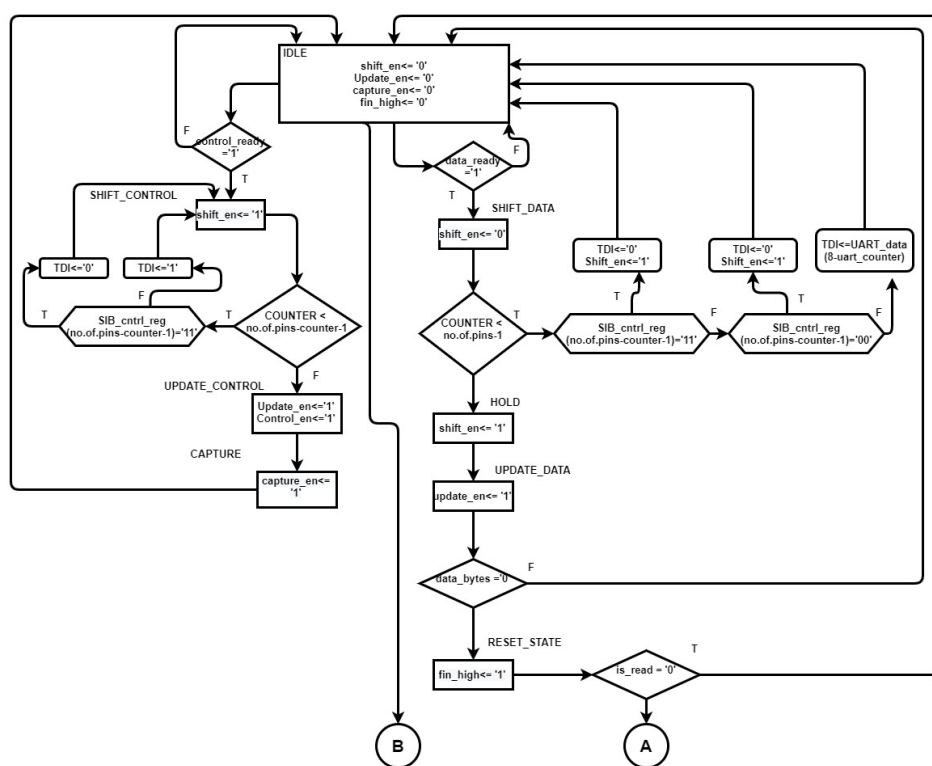 IDLE
shift_en<= '0'
Update_en<= '0'
capture_en<= '0'
fin_high<= '0'
F
control_ready
='1'
T
data_ready
='1'
F
T
SHIFT_CONTROL
shift_en<= '1'
SHIFT_DATA
shift_en<= '0'
TDI<='0'
TDI<='1'
TDI<='0'
Shift_en<='1'
TDI<='0'
Shift_en<='1'
TDI<=UART_data
(8-uart_counter)
T
F
SIB_cntrl_reg
(no.of.pins-counter-1)='11'
T
COUNTER <
no.of.pins-counter-1
F
COUNTER <
no.of.pins-1
T
T
SIB_cntrl_reg
(no.of.pins-counter-1)='11'
F
T
SIB_cntrl_reg
(no.of.pins-counter-1)='00'
F
UPDATE_CONTROL
Update_en<='1'
Control_en<='1'
HOLD
shift_en<= '1'
CAPTURE
capture_en<=
'1'
UPDATE_DATA
update_en<= '1'
data_bytes ='0'
F
RESET_STATE
fin_high<= '1'
is_read = '0'
T
B
A